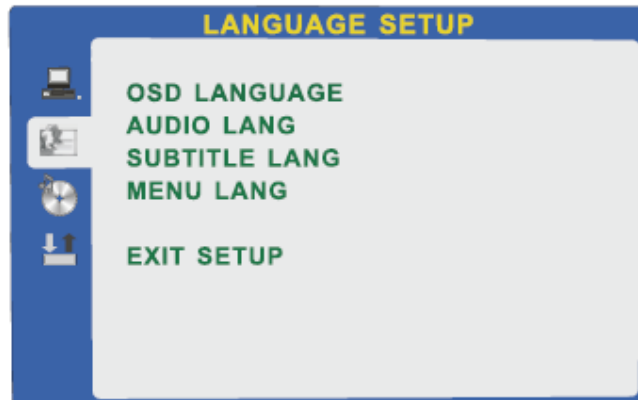 LANGUAGE SETUP
OSD LANGUAGE
AUDIO LANG
SUBTITLE LANG
MENU LANG
EXIT SETUP